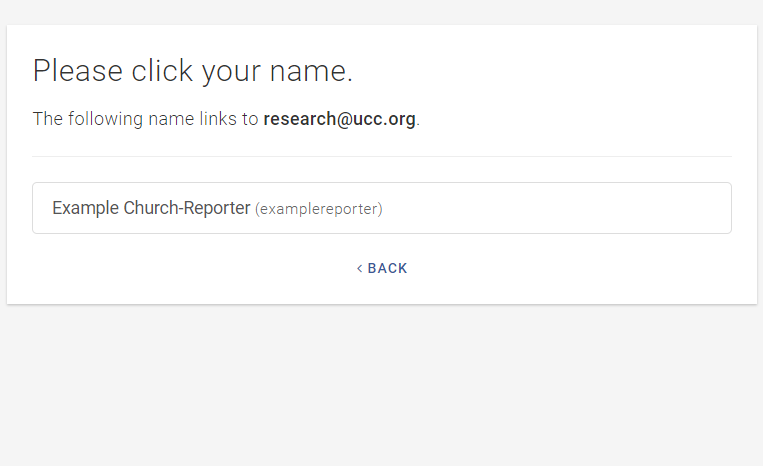 Please click your name.
The following name links to research@ucc.org.
Example Church-Reporter (examplereporter)
‹ BACK